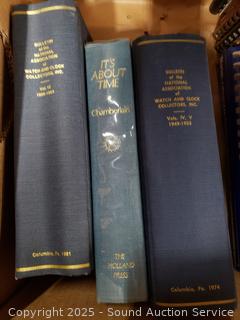 BULLETIN
of the
NATIONAL
ASSOCIATION
of
WATCH AND CLOCK
COLLECTORS, INC.
Columbia, Pa. 1981
IT'S ABOUT
TIME
Chamberlain
THE
HOLLAND
PRESS
BULLETIN
of the
NATIONAL
ASSOCIATION
of
WATCH AND CLOCK
COLLECTORS, INC.
Vols. IV, V
1949-1953
Columbia, Pa. 1974
Copyright 2025 - Sound Auction Service